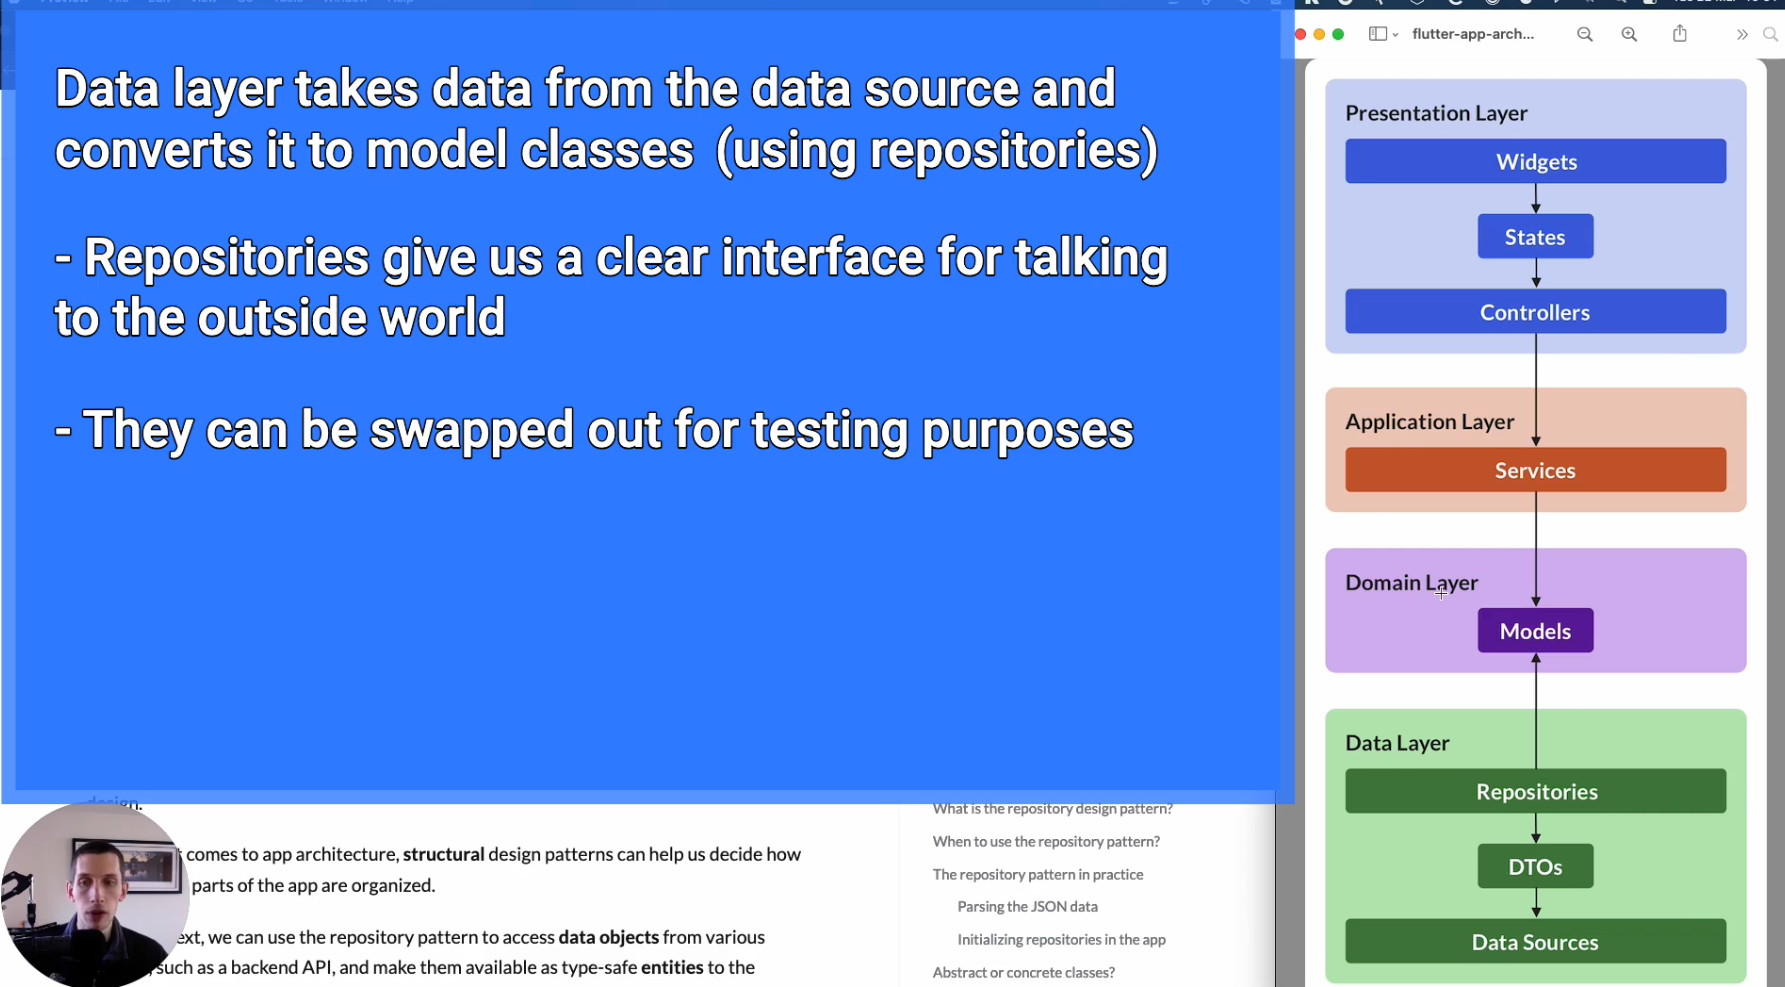 Data layer takes data from the data source and
converts it to model classes (using repositories)
- Repositories give us a clear interface for talking
to the outside world
- They can be swapped out for testing purposes
design.
comes to app architecture, structural design patterns can help us decide how
parts of the app are organized.
we can use the repository pattern to access data objects from various
such as a backend API, and make them available as type-safe entities to the
What is the repository design pattern?
When to use the repository pattern?
The repository pattern in practice
Parsing the JSON data
Initializing repositories in the app
Abstract or concrete classes?
flutter-app-arch...
Presentation Layer
Widgets
States
Controllers
Application Layer
Services
Domain Layer
Models
Data Layer
Repositories
DTOs
Data Sources